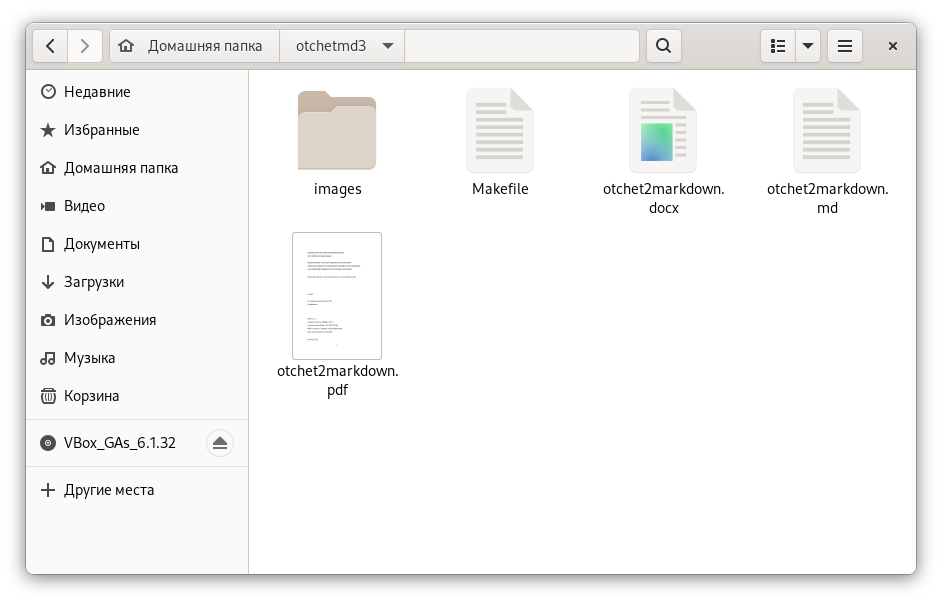 Домашняя папка
otchetmd3
Недавние
Избранные
Домашняя папка
Видео
Документы
Загрузки
Изображения
Музыка
Корзина
VBox_GAs_6.1.32
Другие места
images
Makefile
otchet2markdown.
docx
otchet2markdown.
md
otchet2markdown.
pdf